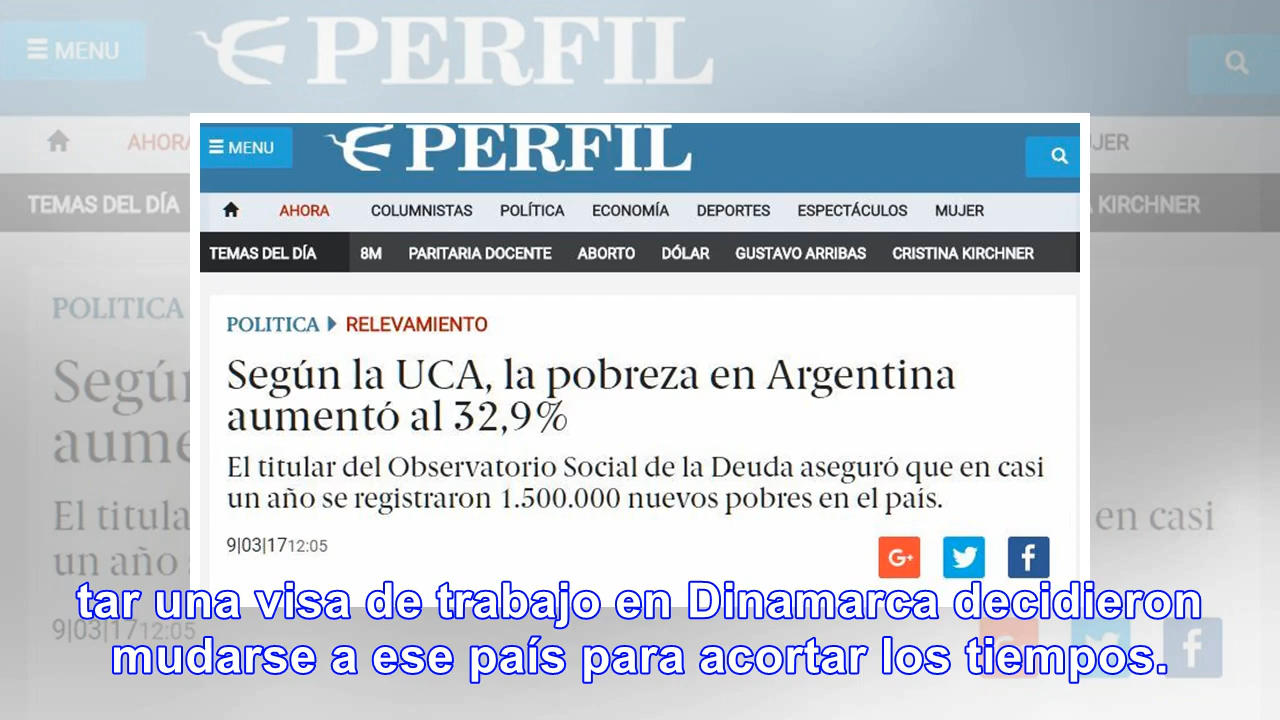 MENU
PERFIL
AHORA COLUMNISTAS POLÍTICA ECONOMÍA DEPORTES ESPECTÁCULOS MUJER
TEMAS DEL DÍA 8M PARITARIA DOCENTE ABORTO DÓLAR GUSTAVO ARRIBAS CRISTINA KIRCHNER
POLITICA RELEVAMIENTO
Según la UCA, la pobreza en Argentina
aumentó al 32,9%
El titular del Observatorio Social de la Deuda aseguró que en casi
un año se registraron 1.500.000 nuevos pobres en el país.
9|03|17 12:05
G+ f
tar una visa de trabajo en Dinamarca decidieron
mudarse a ese país para acortar los tiempos.